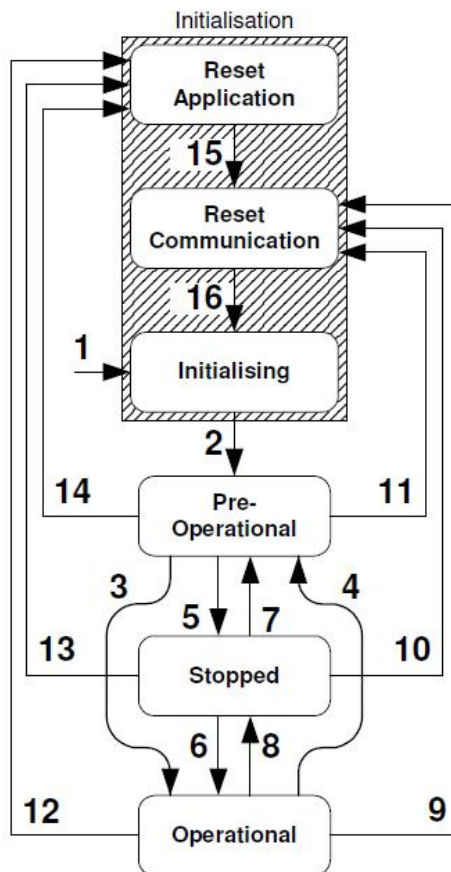 Initialisation
Reset
Application
15
Reset
Communication
16
1
Initialising
2
14
Pre-
Operational
11
3
4
5
7
13
Stopped
10
6
8
12
Operational
9